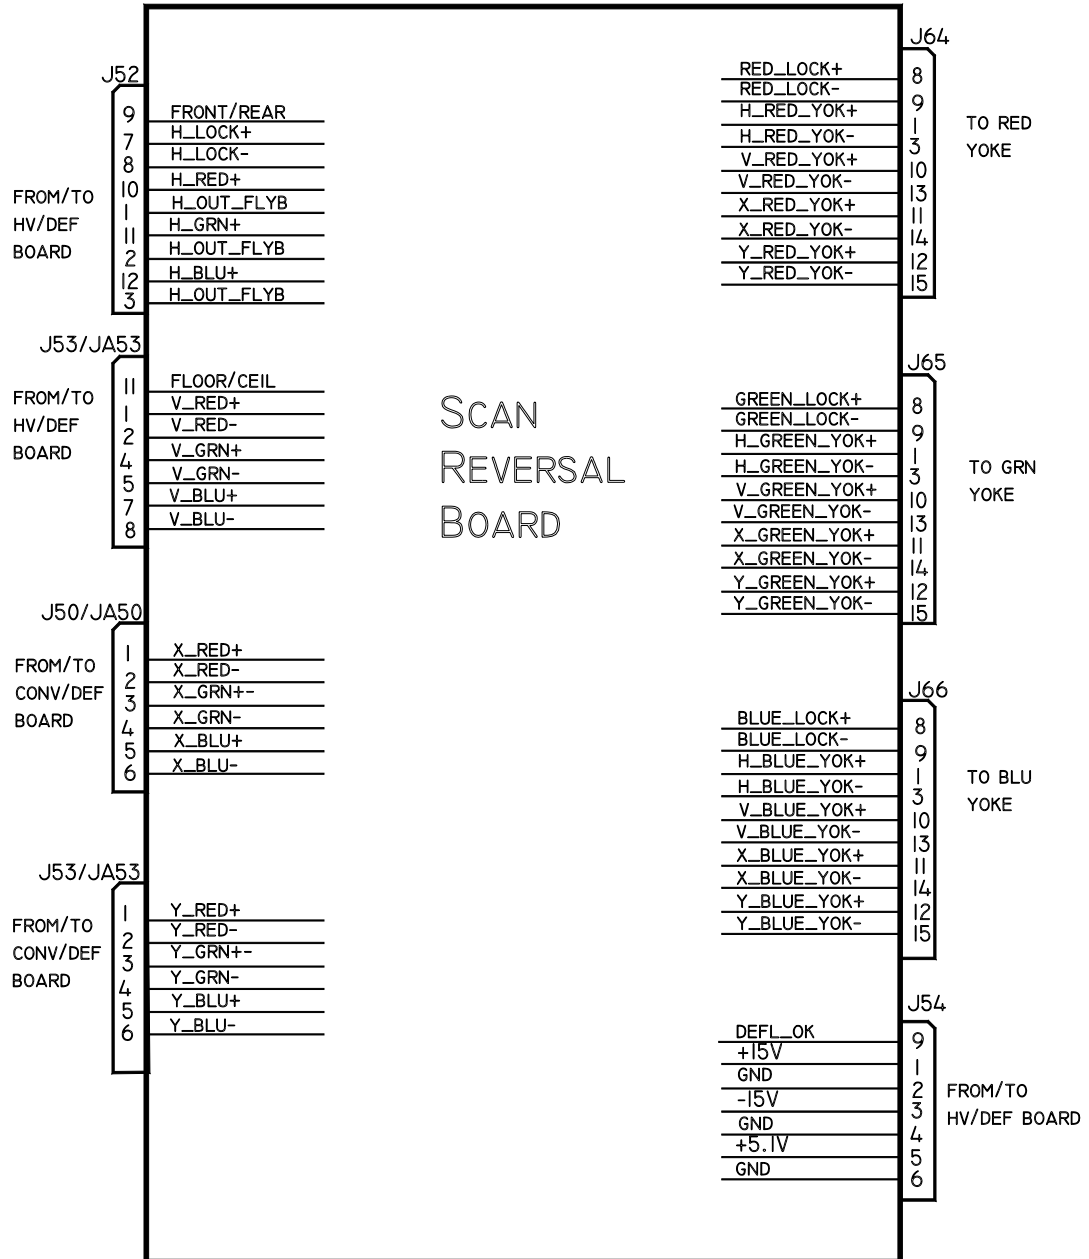 J52
9 FRONT/REAR
7 H_LOCK+
8 H_LOCK-
10 H_RED+
1 H_OUT_FLYB
11 H_GRN+
2 H_OUT_FLYB
12 H_BLU+
3 H_OUT_FLYB
FROM/TO
HV/DEF
BOARD
J53/JA53
11 FLOOR/CEIL
1 V_RED+
2 V_RED-
4 V_GRN+
5 V_GRN-
7 V_BLU+
8 V_BLU-
FROM/TO
HV/DEF
BOARD
J50/JA50
1 X_RED+
2 X_RED-
3 X_GRN+-
4 X_GRN-
5 X_BLU+
6 X_BLU-
FROM/TO
CONV/DEF
BOARD
J53/JA53
1 Y_RED+
2 Y_RED-
3 Y_GRN+-
4 Y_GRN-
5 Y_BLU+
6 Y_BLU-
FROM/TO
CONV/DEF
BOARD
SCAN
REVERSAL
BOARD
J64
RED_LOCK+ 8
RED_LOCK- 9
H_RED_YOK+ 1
H_RED_YOK- 3
V_RED_YOK+ 10
V_RED_YOK- 13
X_RED_YOK+ 11
X_RED_YOK- 14
Y_RED_YOK+ 12
Y_RED_YOK- 15
TO RED
YOKE
J65
GREEN_LOCK+ 8
GREEN_LOCK- 9
H_GREEN_YOK+ 1
H_GREEN_YOK- 3
V_GREEN_YOK+ 10
V_GREEN_YOK- 13
X_GREEN_YOK+ 11
X_GREEN_YOK- 14
Y_GREEN_YOK+ 12
Y_GREEN_YOK- 15
TO GRN
YOKE
J66
BLUE_LOCK+ 8
BLUE_LOCK- 9
H_BLUE_YOK+ 1
H_BLUE_YOK- 3
V_BLUE_YOK+ 10
V_BLUE_YOK- 13
X_BLUE_YOK+ 11
X_BLUE_YOK- 14
Y_BLUE_YOK+ 12
Y_BLUE_YOK- 15
TO BLU
YOKE
J54
DEFL_OK 9
+15V 1
GND 2
-15V 3
GND 4
+5.1V 5
GND 6
FROM/TO
HV/DEF BOARD